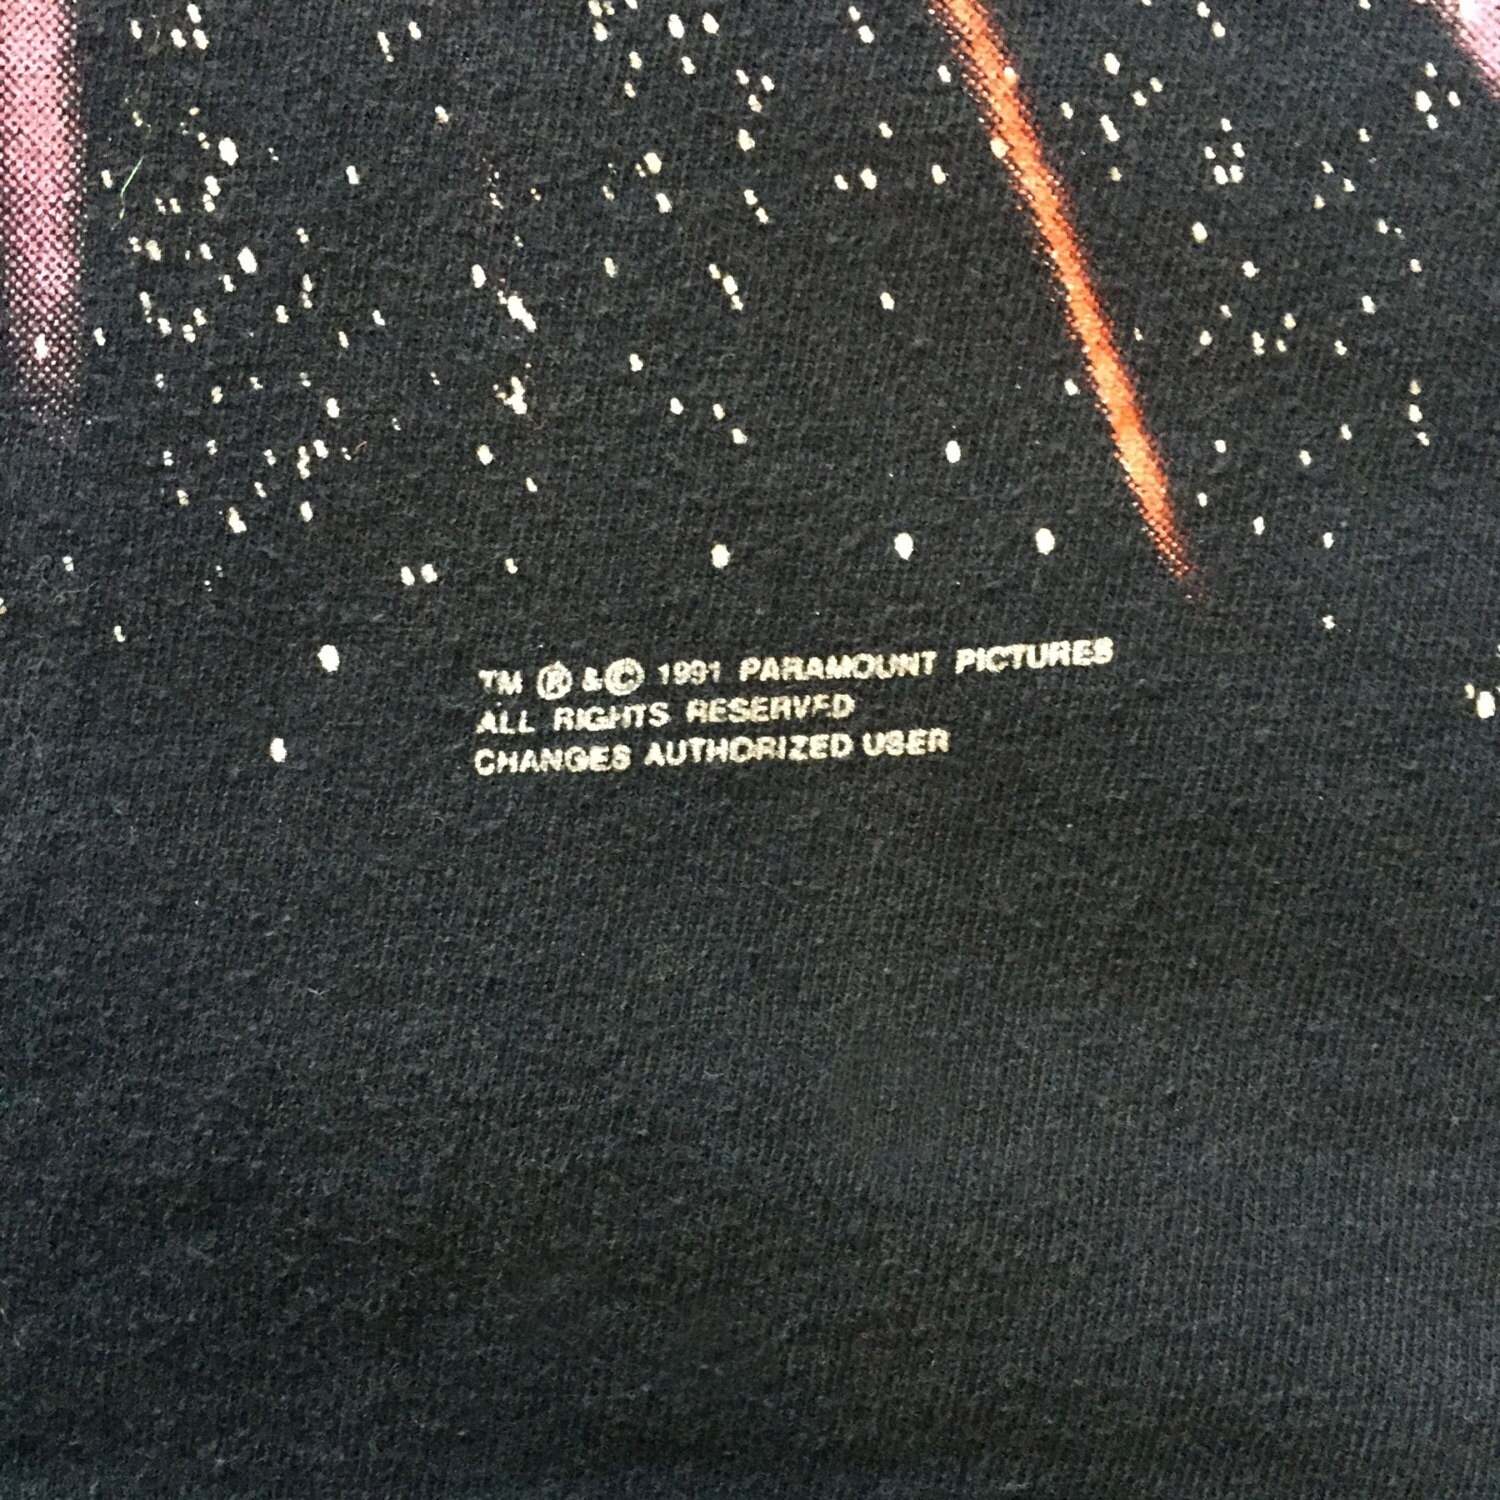 TM ® & © 1991 PARAMOUNT PICTURES
ALL RIGHTS RESERVED
CHANGES AUTHORIZED USER